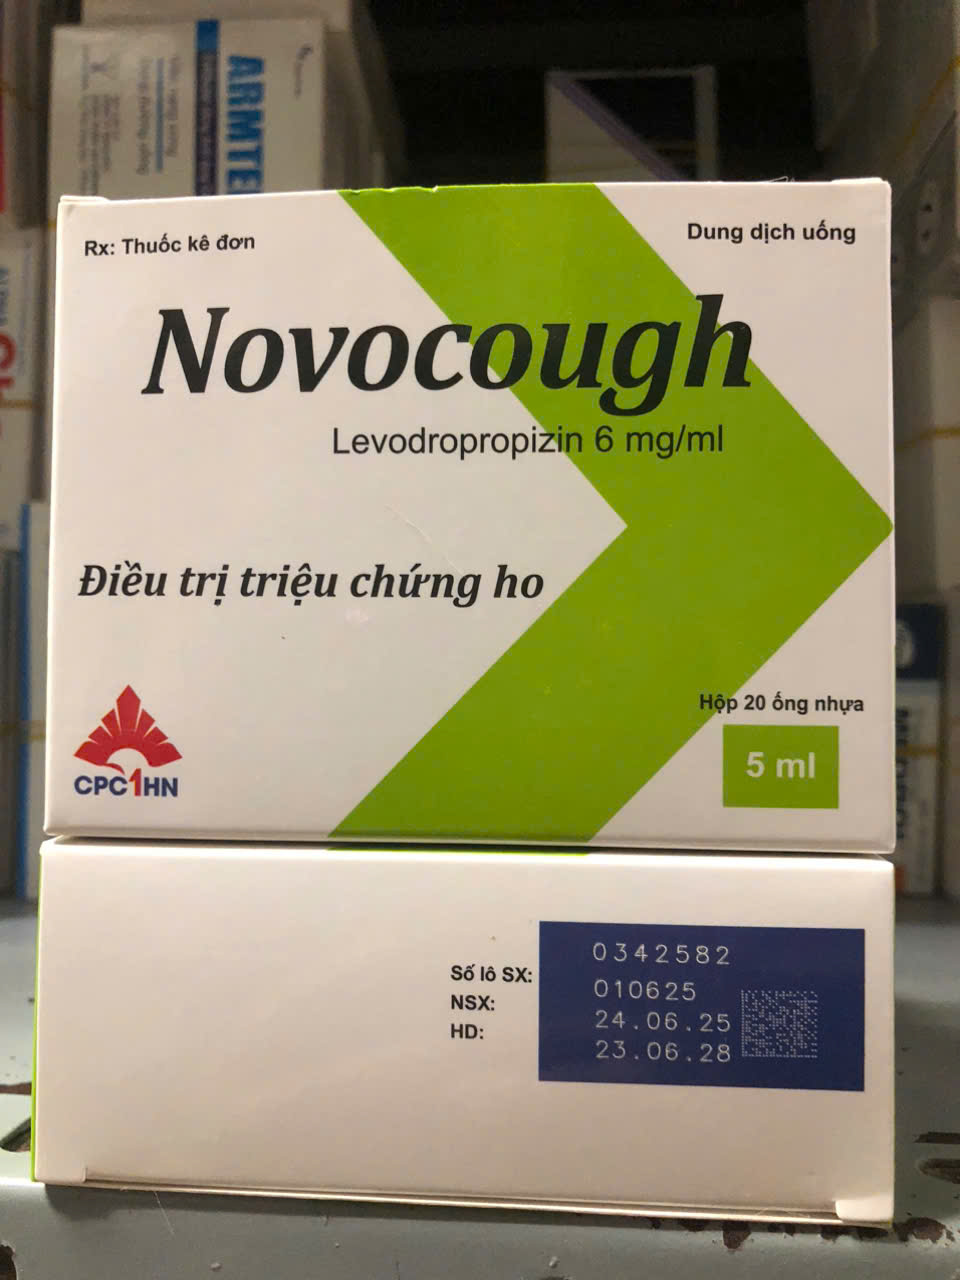 ARMTE
Rx: Thuốc kê đơn
Dung dịch uống
Novocough
Levodropropizin 6 mg/ml
Điều trị triệu chứng ho
Hộp 20 ống nhựa
5 ml
CPC1HN
0342582
Số lô SX: 010625
NSX: 24.06.25
HD: 23.06.28